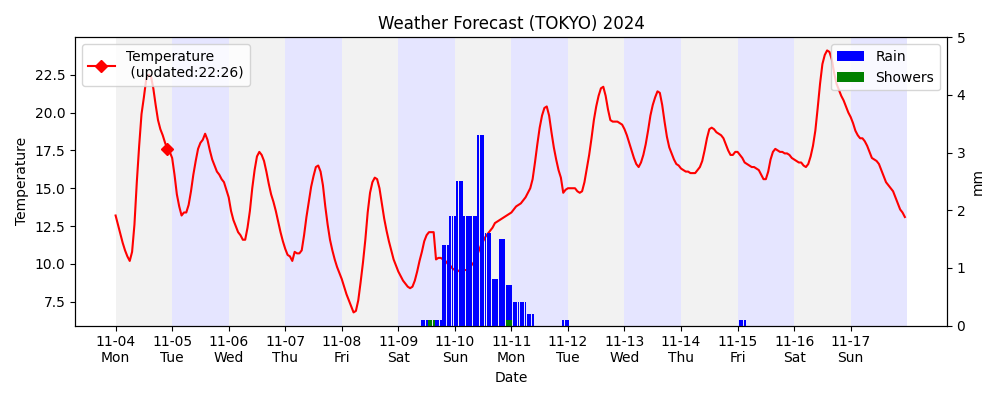 Weather Forecast (TOKYO) 2024
Temperature
(updated:22:26)
Rain
Showers
Temperature
22.5
20.0
17.5
15.0
12.5
10.0
7.5
5
4
3
2
1
0
mm
11-04 11-05 11-06 11-07 11-08 11-09 11-10 11-11 11-12 11-13 11-14 11-15 11-16 11-17
Mon Tue Wed Thu Fri Sat Sun Mon Tue Wed Thu Fri Sat Sun
Date